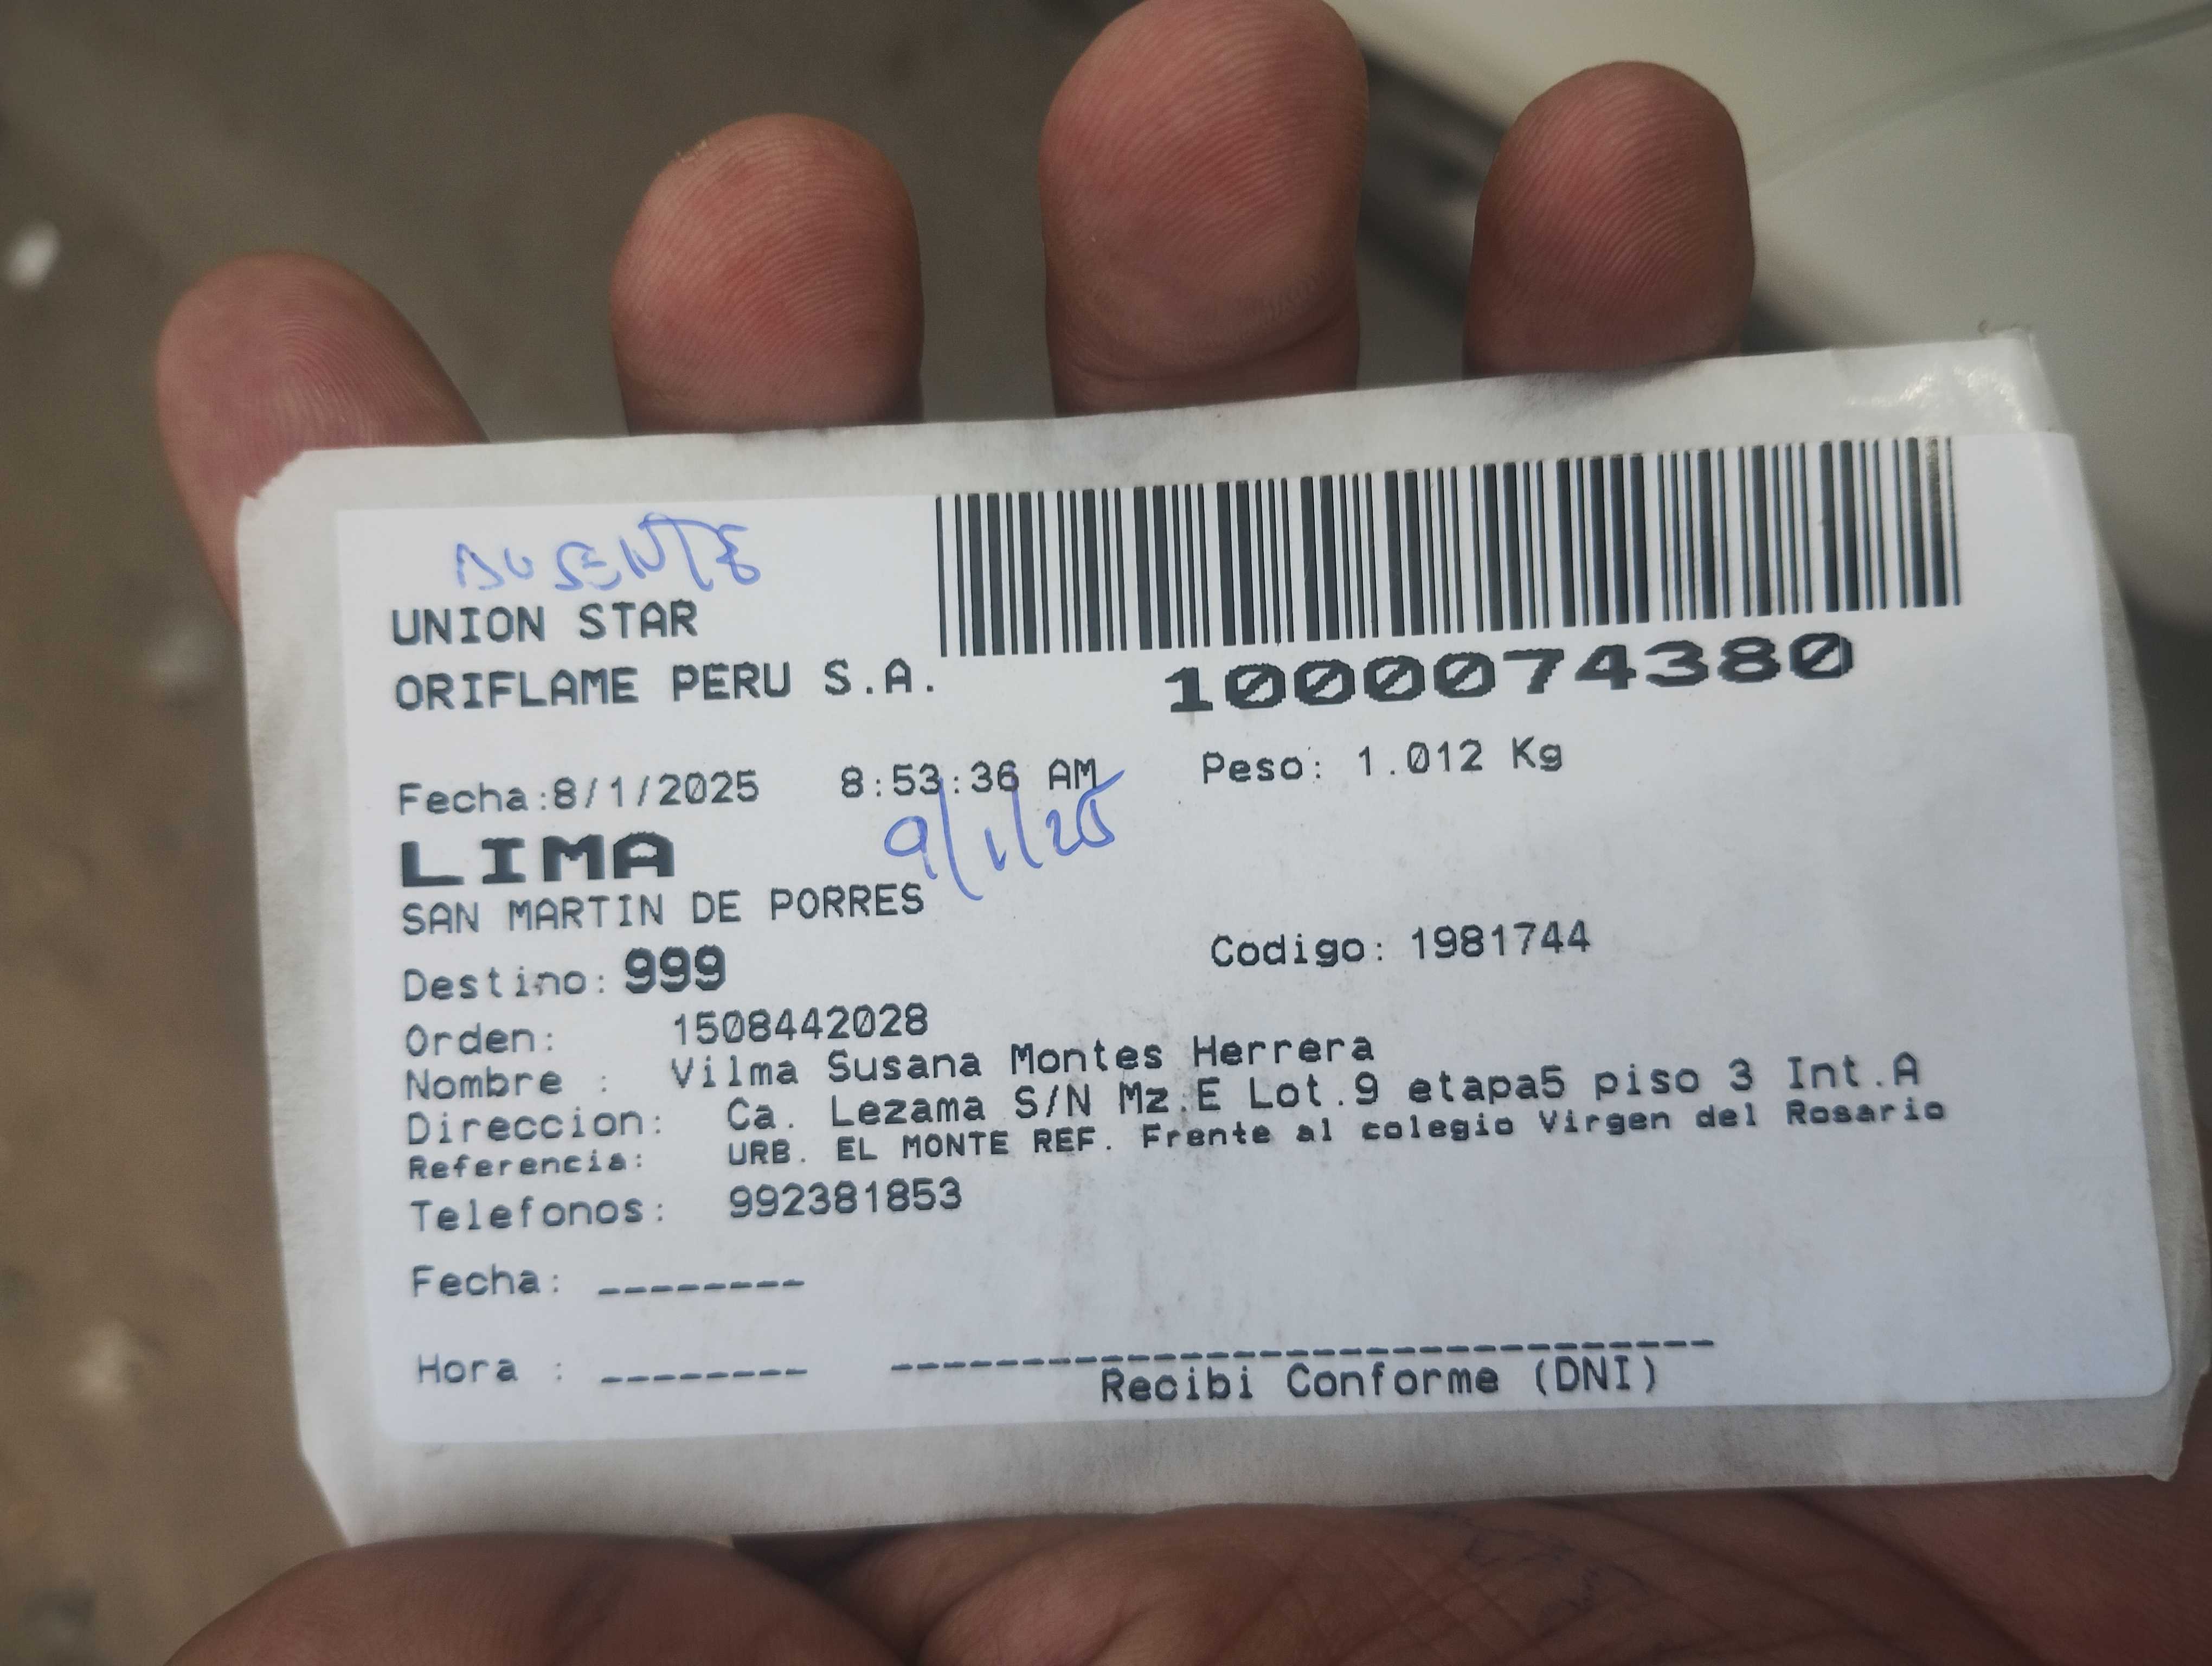 AUSENTE
UNION STAR
ORIFLAME PERU S.A.
1000074380
Fecha:8/1/2025 8:53:36 AM Peso: 1.012 Kg
9/1/25
LIMA
SAN MARTIN DE PORRES
Destino: 999 Codigo: 1981744
Orden: 1508442028
Nombre : Vilma Susana Montes Herrera
Direccion: Ca. Lezama S/N Mz.E Lot.9 etapa5 piso 3 Int.A
Referencia: URB. EL MONTE REF. Frente al colegio Virgen del Rosario
Telefonos: 992381853
Fecha: --------
Hora : --------
Recibi Conforme (DNI)